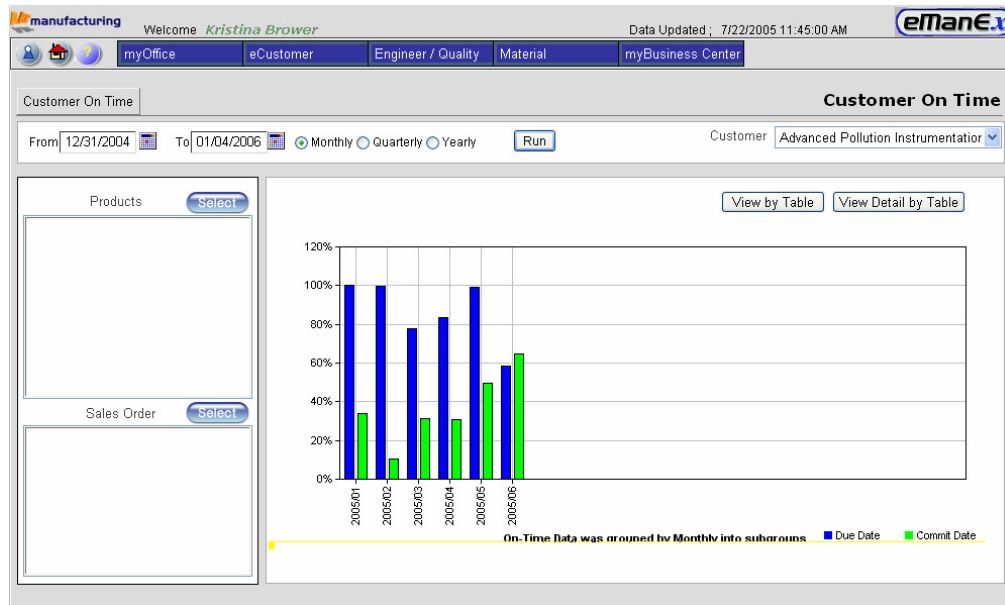 manufacturing
Welcome Kristina Brower
Data Updated ; 7/22/2005 11:45:00 AM
eManEx
myOffice eCustomer Engineer / Quality Material myBusiness Center
Customer On Time
Customer On Time
From 12/31/2004 To 01/04/2006 Monthly Quarterly Yearly Run
Customer Advanced Pollution Instrumentation
Products Select
View by Table View Detail by Table
120%
100%
80%
60%
40%
20%
0%
Sales Order Select
2005/01 2005/02 2005/03 2005/04 2005/05 2005/06
On-Time Data was grouped by Monthly into subgroups
Due Date Commit Date